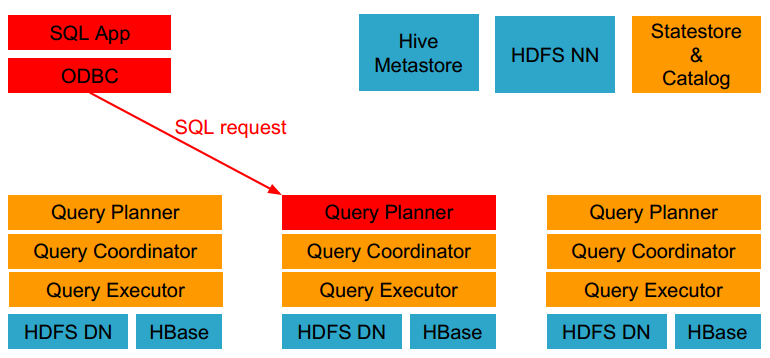 SQL App
ODBC
Hive
Metastore
HDFS NN
Statestore
&
Catalog
SQL request
Query Planner
Query Coordinator
Query Executor
HDFS DN
HBase
Query Planner
Query Coordinator
Query Executor
HDFS DN
HBase
Query Planner
Query Coordinator
Query Executor
HDFS DN
HBase